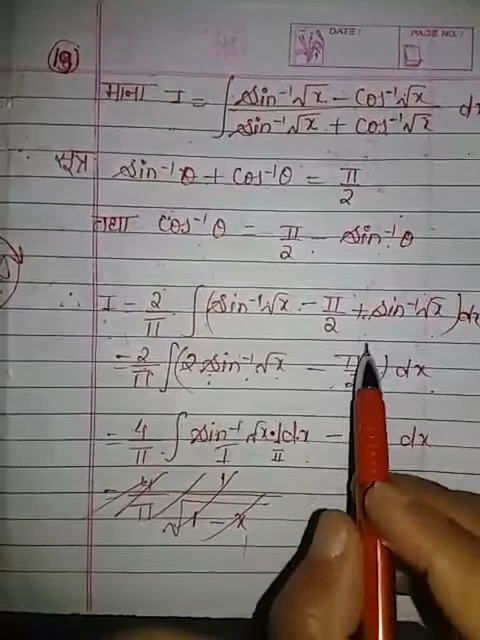 DATE: PAGE NO.:
19
माना I = ∫ (sin⁻¹√x − cos⁻¹√x) / (sin⁻¹√x + cos⁻¹√x) dx
सूत्र sin⁻¹θ + cos⁻¹θ = π/2
तथा cos⁻¹θ = π/2 − sin⁻¹θ
∴ I = 2/π ∫ (sin⁻¹√x − π/2 + sin⁻¹√x) dx
= 2/π ∫ (2 sin⁻¹√x − π/2) dx
= 4/π ∫ sin⁻¹√x · 1 dx − dx
I II